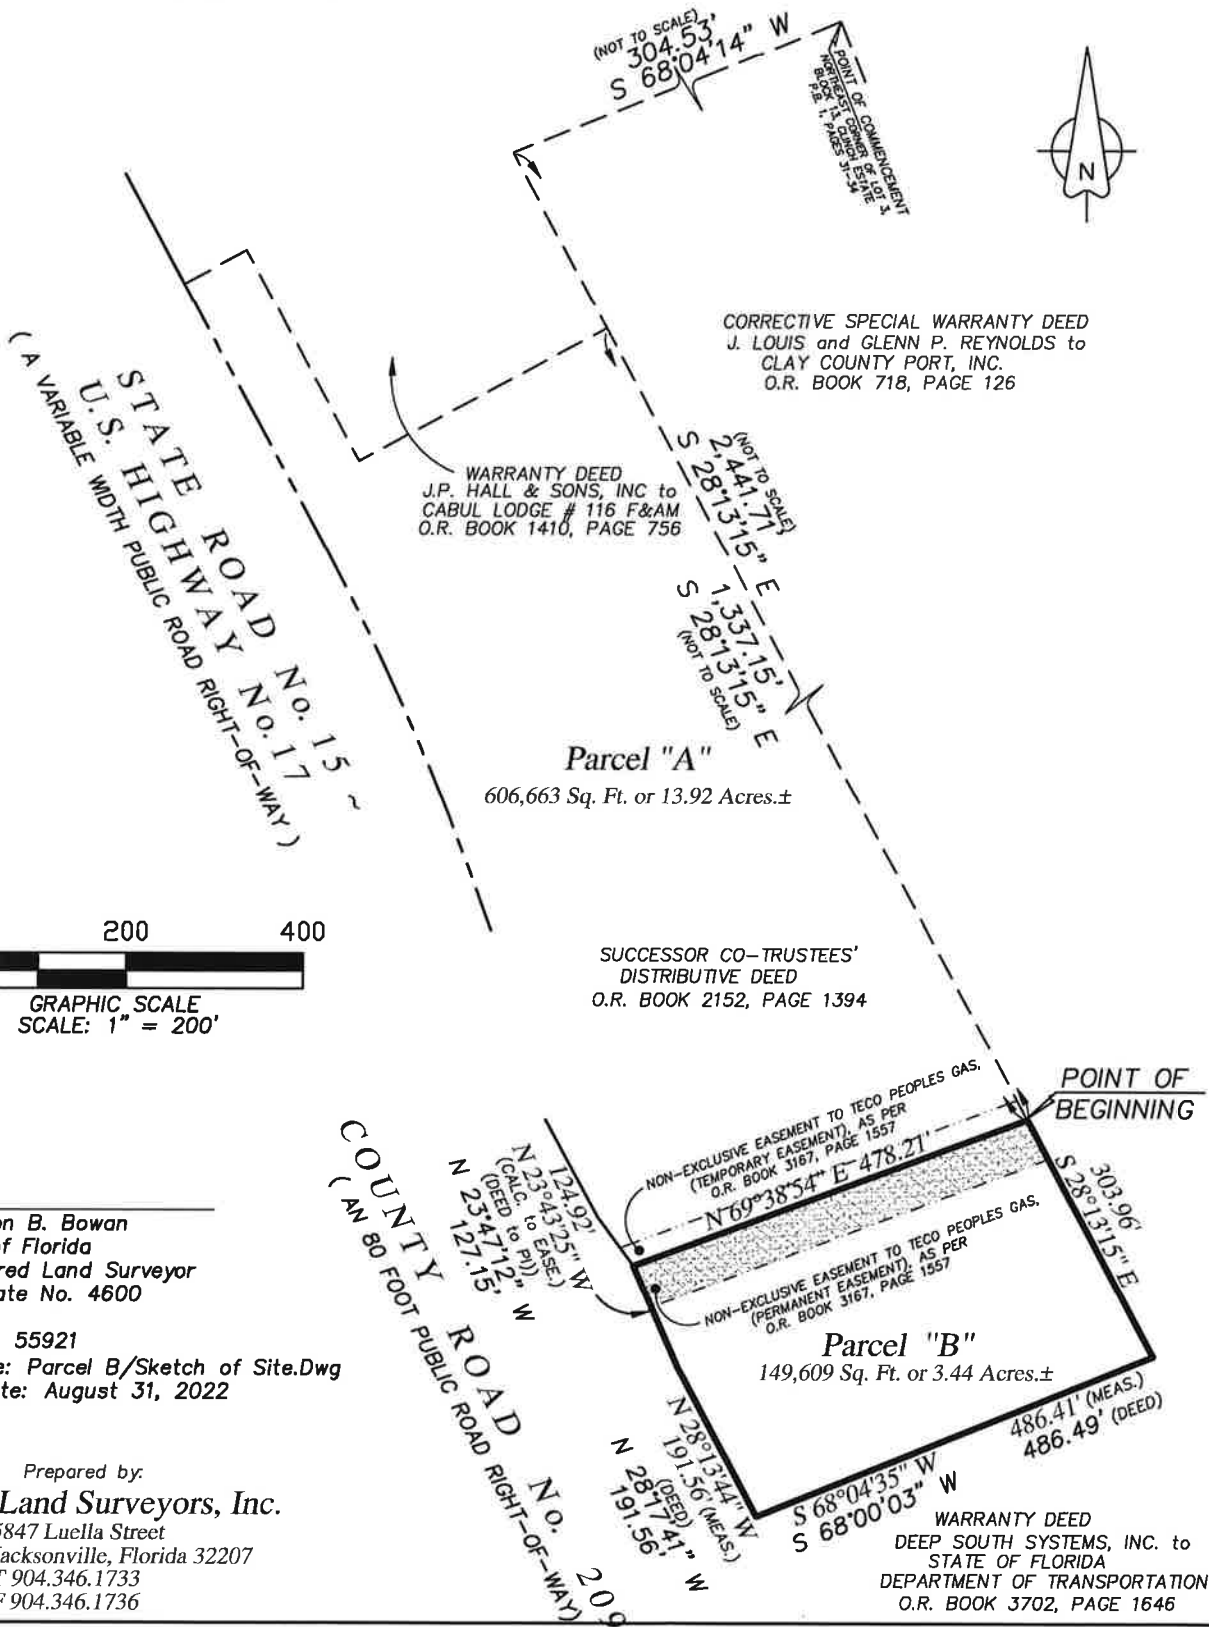 (NOT TO SCALE)
304.53'
S 68°04'14" W
POINT OF COMMENCEMENT
NORTHEAST CORNER OF LOT 3,
BLOCK 13, CLINCH ESTATE
P.B. 1, PAGES 31-34
N
CORRECTIVE SPECIAL WARRANTY DEED
J. LOUIS and GLENN P. REYNOLDS to
CLAY COUNTY PORT, INC.
O.R. BOOK 718, PAGE 126
STATE ROAD No. 15 ~
U.S. HIGHWAY No.17
( A VARIABLE WIDTH PUBLIC ROAD RIGHT-OF-WAY )
WARRANTY DEED
J.P. HALL & SONS, INC to
CABUL LODGE # 116 F&AM
O.R. BOOK 1410, PAGE 756
(NOT TO SCALE)
2,441.71'
S 28°13'15" E
1,337.15'
S 28°13'15" E
(NOT TO SCALE)
Parcel "A"
606,663 Sq. Ft. or 13.92 Acres.±
200 400
GRAPHIC SCALE
SCALE: 1" = 200'
SUCCESSOR CO-TRUSTEES'
DISTRIBUTIVE DEED
O.R. BOOK 2152, PAGE 1394
POINT OF
BEGINNING
NON-EXCLUSIVE EASEMENT TO TECO PEOPLES GAS,
(TEMPORARY EASEMENT), AS PER
O.R. BOOK 3167, PAGE 1557
N 69°38'54" E 478.21'
303.96'
S 28°13'15" E
124.92'
N 23°43'25" W
(CALC. to EASE.)
(DEED to PI))
N 23°47'12" W
127.15'
NON-EXCLUSIVE EASEMENT TO TECO PEOPLES GAS,
(PERMANENT EASEMENT), AS PER
O.R. BOOK 3167, PAGE 1557
Parcel "B"
149,609 Sq. Ft. or 3.44 Acres.±
COUNTY ROAD No. 209
( AN 80 FOOT PUBLIC ROAD RIGHT-OF-WAY)
N 28°13'44" W
191.56' (MEAS.)
(DEED)
N 28°17'41" W
191.56'
486.41' (MEAS.)
486.49' (DEED)
S 68°04'35" W
S 68°00'03" W
WARRANTY DEED
DEEP SOUTH SYSTEMS, INC. to
STATE OF FLORIDA
DEPARTMENT OF TRANSPORTATION
O.R. BOOK 3702, PAGE 1646
on B. Bowan
of Florida
red Land Surveyor
ate No. 4600
55921
e: Parcel B/Sketch of Site.Dwg
te: August 31, 2022
Prepared by:
Land Surveyors, Inc.
5847 Luella Street
Jacksonville, Florida 32207
T 904.346.1733
F 904.346.1736